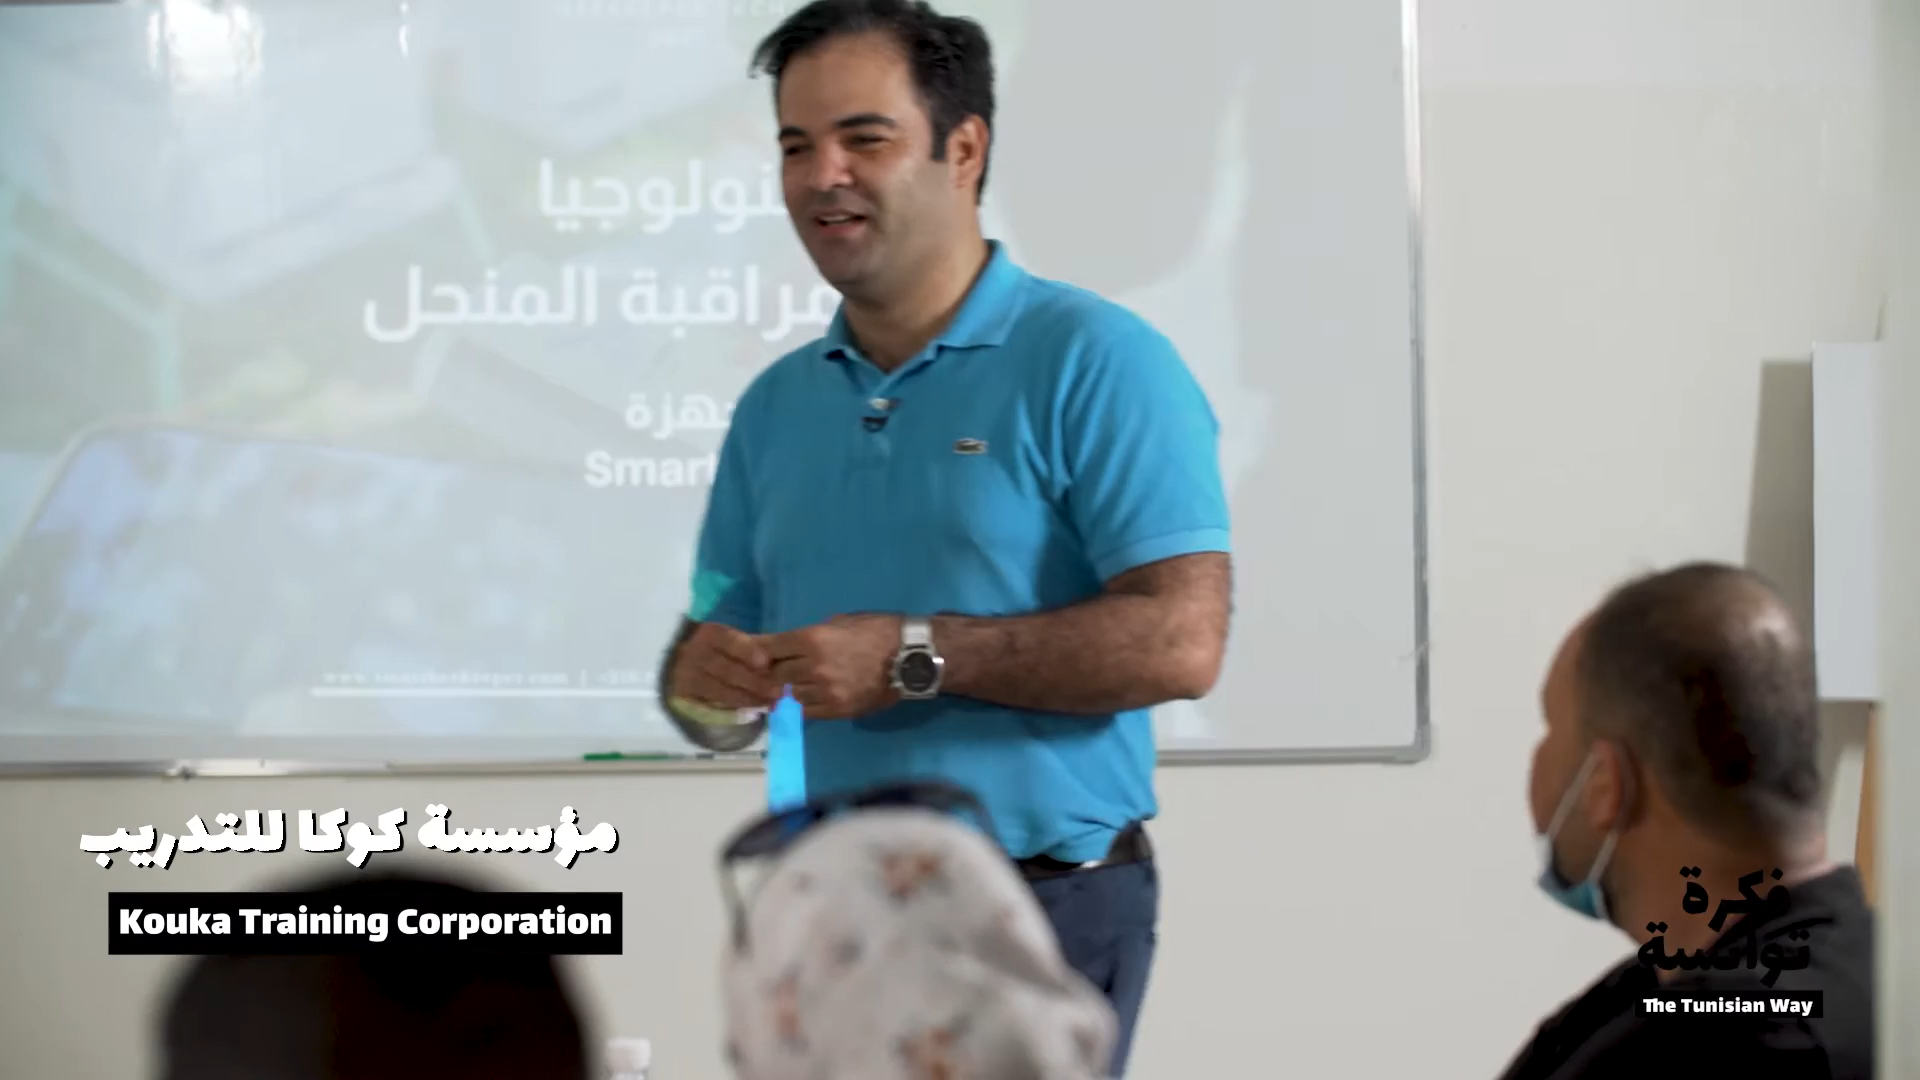 نولوجيا
مراقبة المنحل
جهزة
Smart
مؤسسة كوكا للتدريب
Kouka Training Corporation
فكرة
توانسة
The Tunisian Way